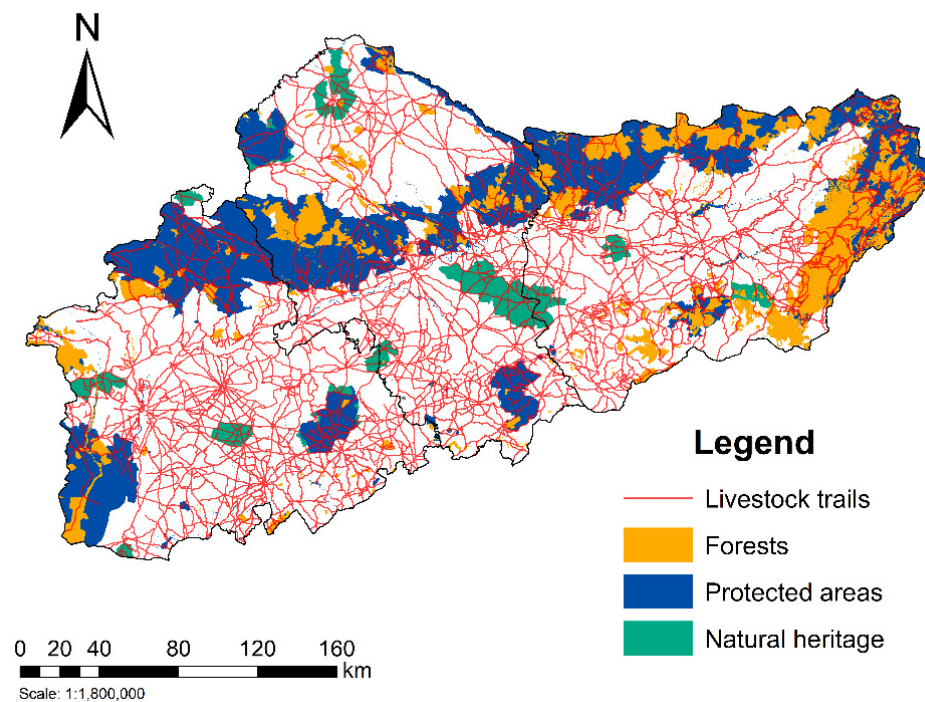 N
Legend
Livestock trails
Forests
Protected areas
Natural heritage
0 20 40 80 120 160
km
Scale: 1:1,800,000